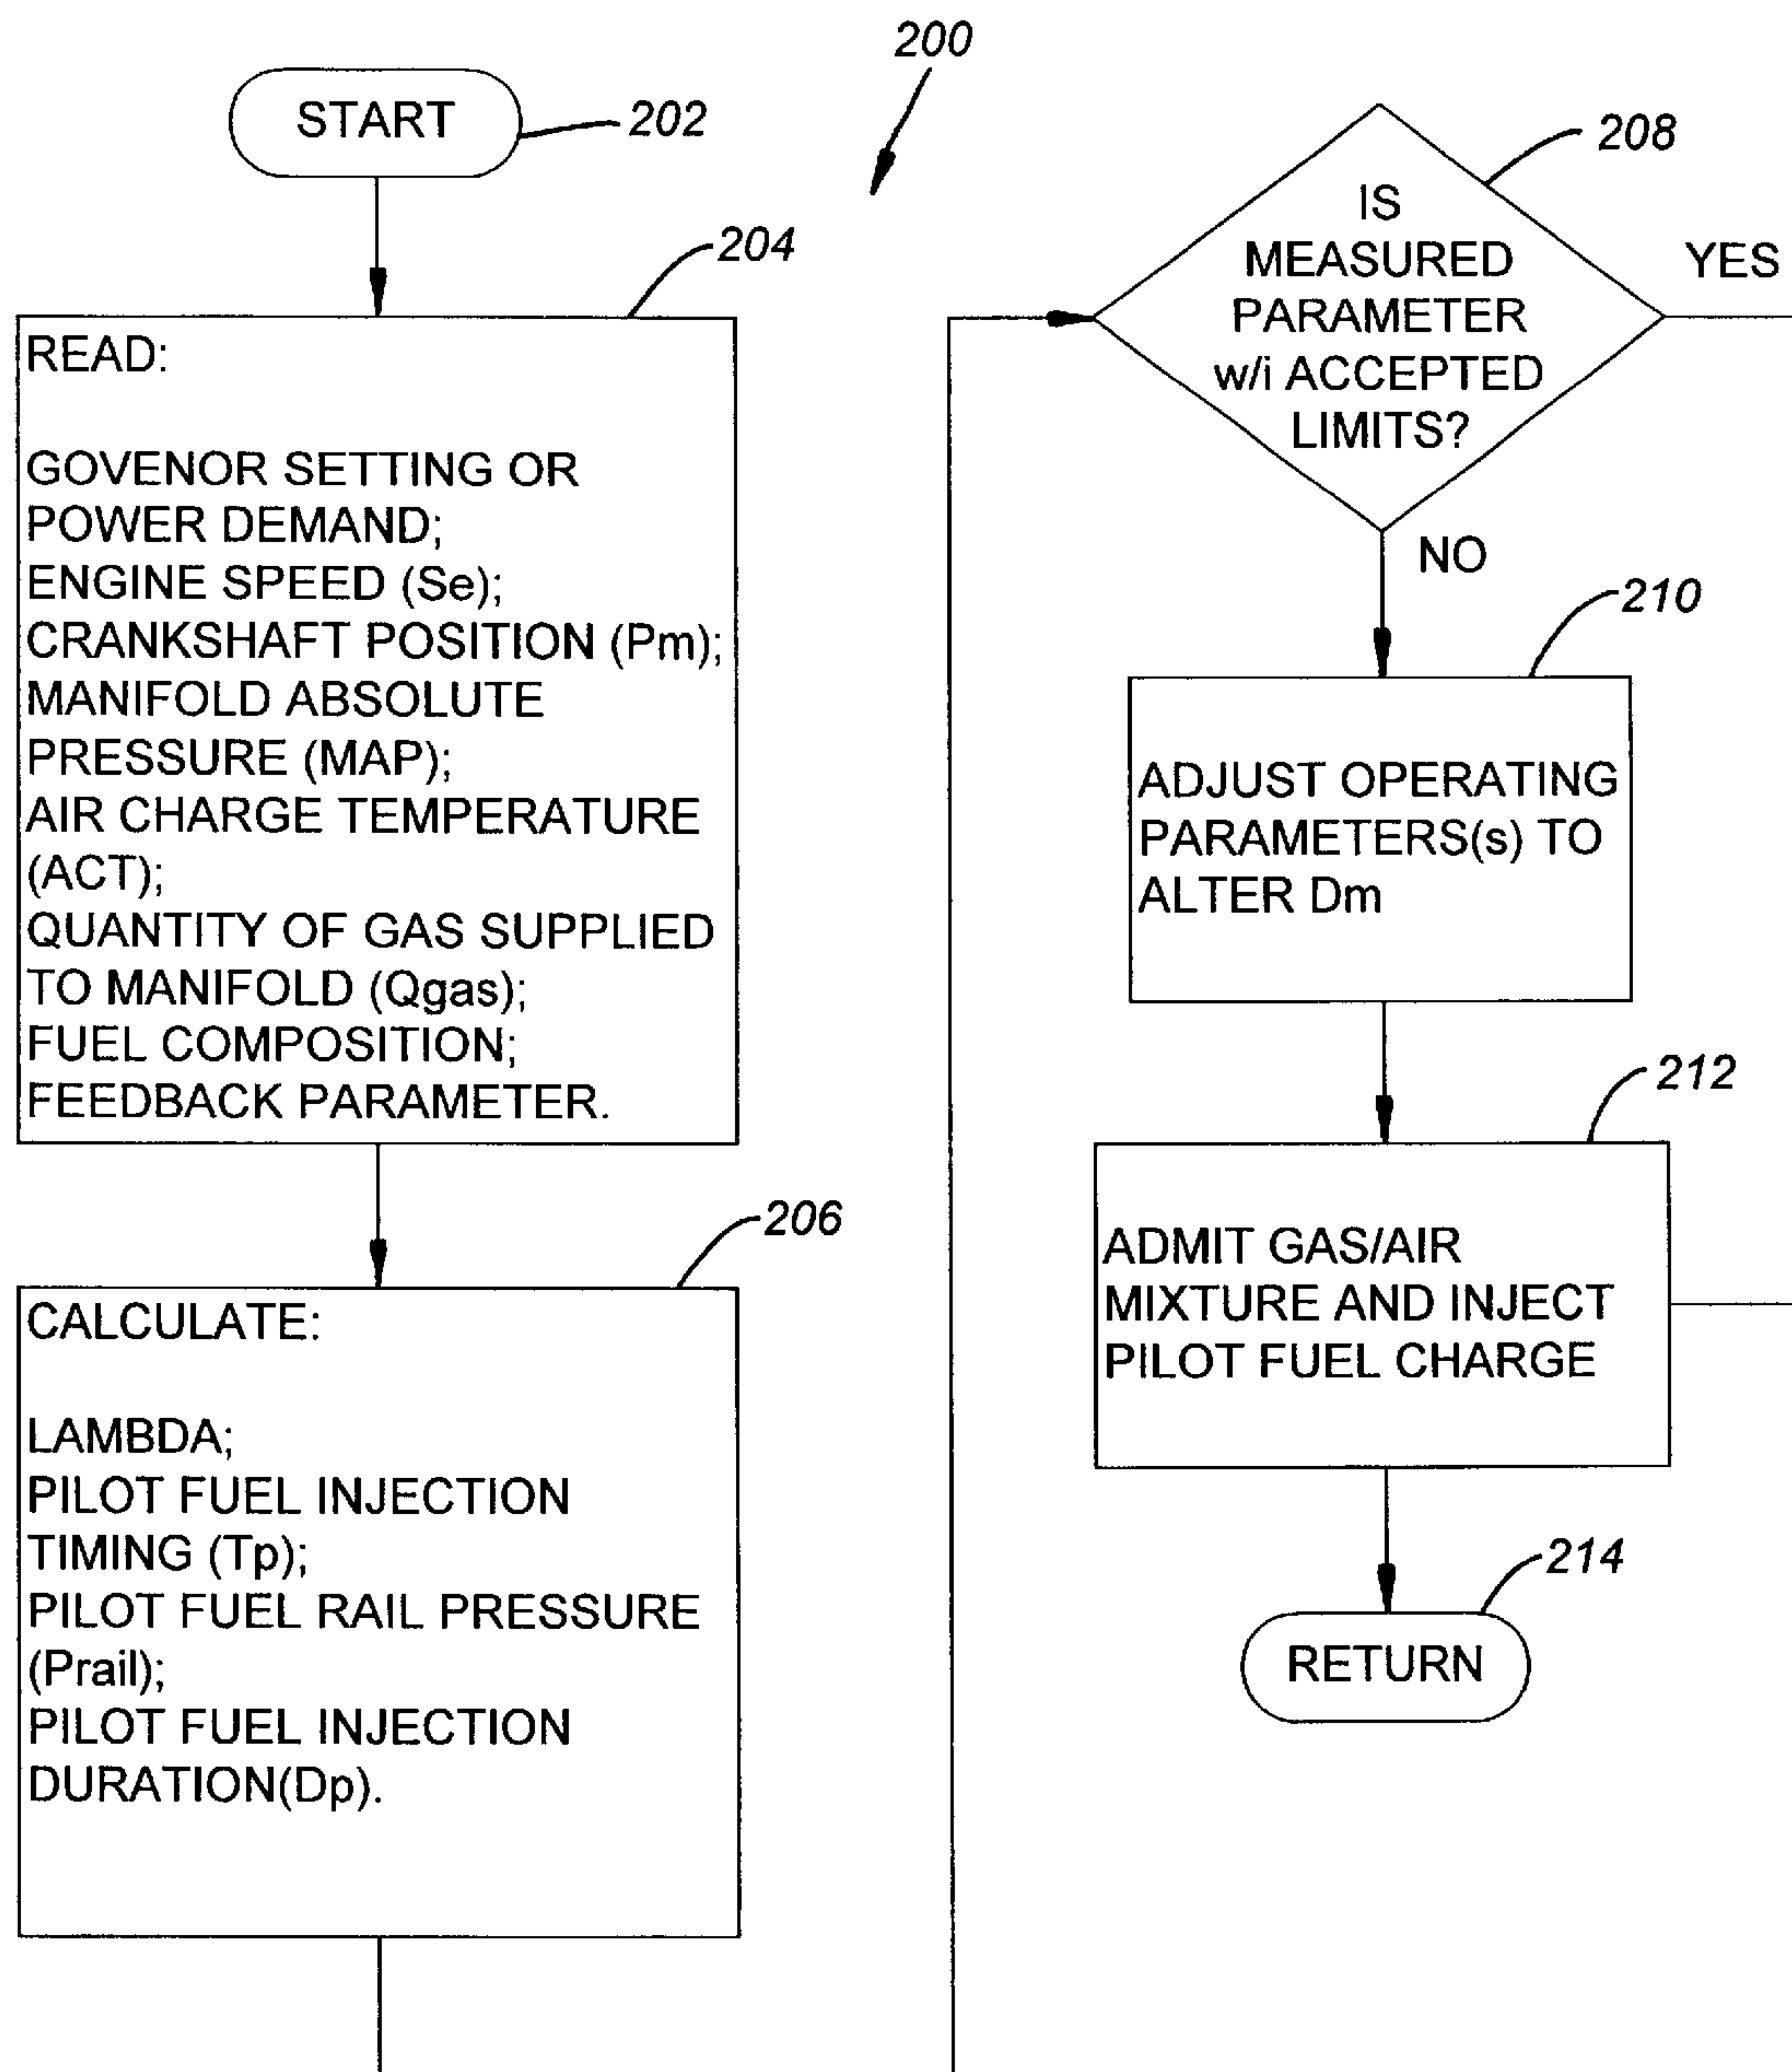 200
START
202
204
READ:
GOVENOR SETTING OR
POWER DEMAND;
ENGINE SPEED (Se);
CRANKSHAFT POSITION (Pm);
MANIFOLD ABSOLUTE
PRESSURE (MAP);
AIR CHARGE TEMPERATURE
(ACT);
QUANTITY OF GAS SUPPLIED
TO MANIFOLD (Qgas);
FUEL COMPOSITION;
FEEDBACK PARAMETER.
206
CALCULATE:
LAMBDA;
PILOT FUEL INJECTION
TIMING (Tp);
PILOT FUEL RAIL PRESSURE
(Prail);
PILOT FUEL INJECTION
DURATION(Dp).
208
IS
MEASURED
PARAMETER
w/i ACCEPTED
LIMITS?
YES
NO
210
ADJUST OPERATING
PARAMETERS(s) TO
ALTER Dm
212
ADMIT GAS/AIR
MIXTURE AND INJECT
PILOT FUEL CHARGE
214
RETURN